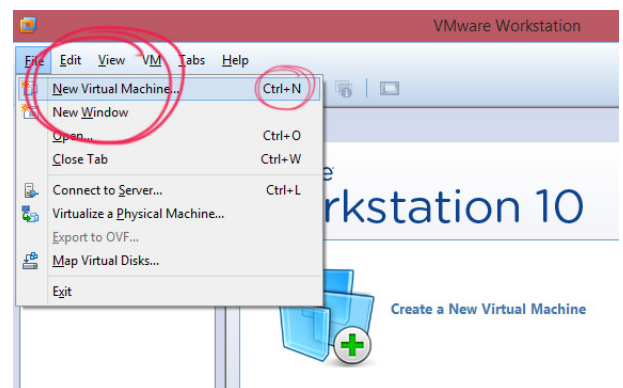 VMware Workstation
File Edit View VM Tabs Help
New Virtual Machine... Ctrl+N
New Window
Open... Ctrl+O
Close Tab Ctrl+W
Connect to Server... Ctrl+L
Virtualize a Physical Machine...
Export to OVF...
Map Virtual Disks...
Exit
rkstation 10
Create a New Virtual Machine